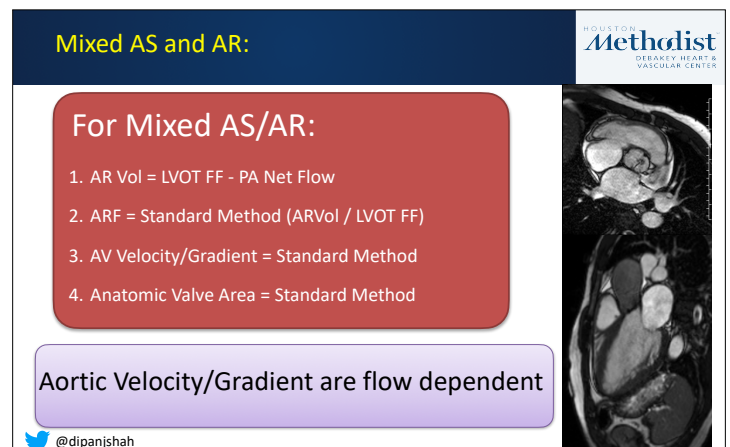 Mixed AS and AR:
HOUSTON
Methodist
DEBAKEY HEART &
VASCULAR CENTER
For Mixed AS/AR:
1. AR Vol = LVOT FF - PA Net Flow
2. ARF = Standard Method (ARVol / LVOT FF)
3. AV Velocity/Gradient = Standard Method
4. Anatomic Valve Area = Standard Method
Aortic Velocity/Gradient are flow dependent
@dipanjshah